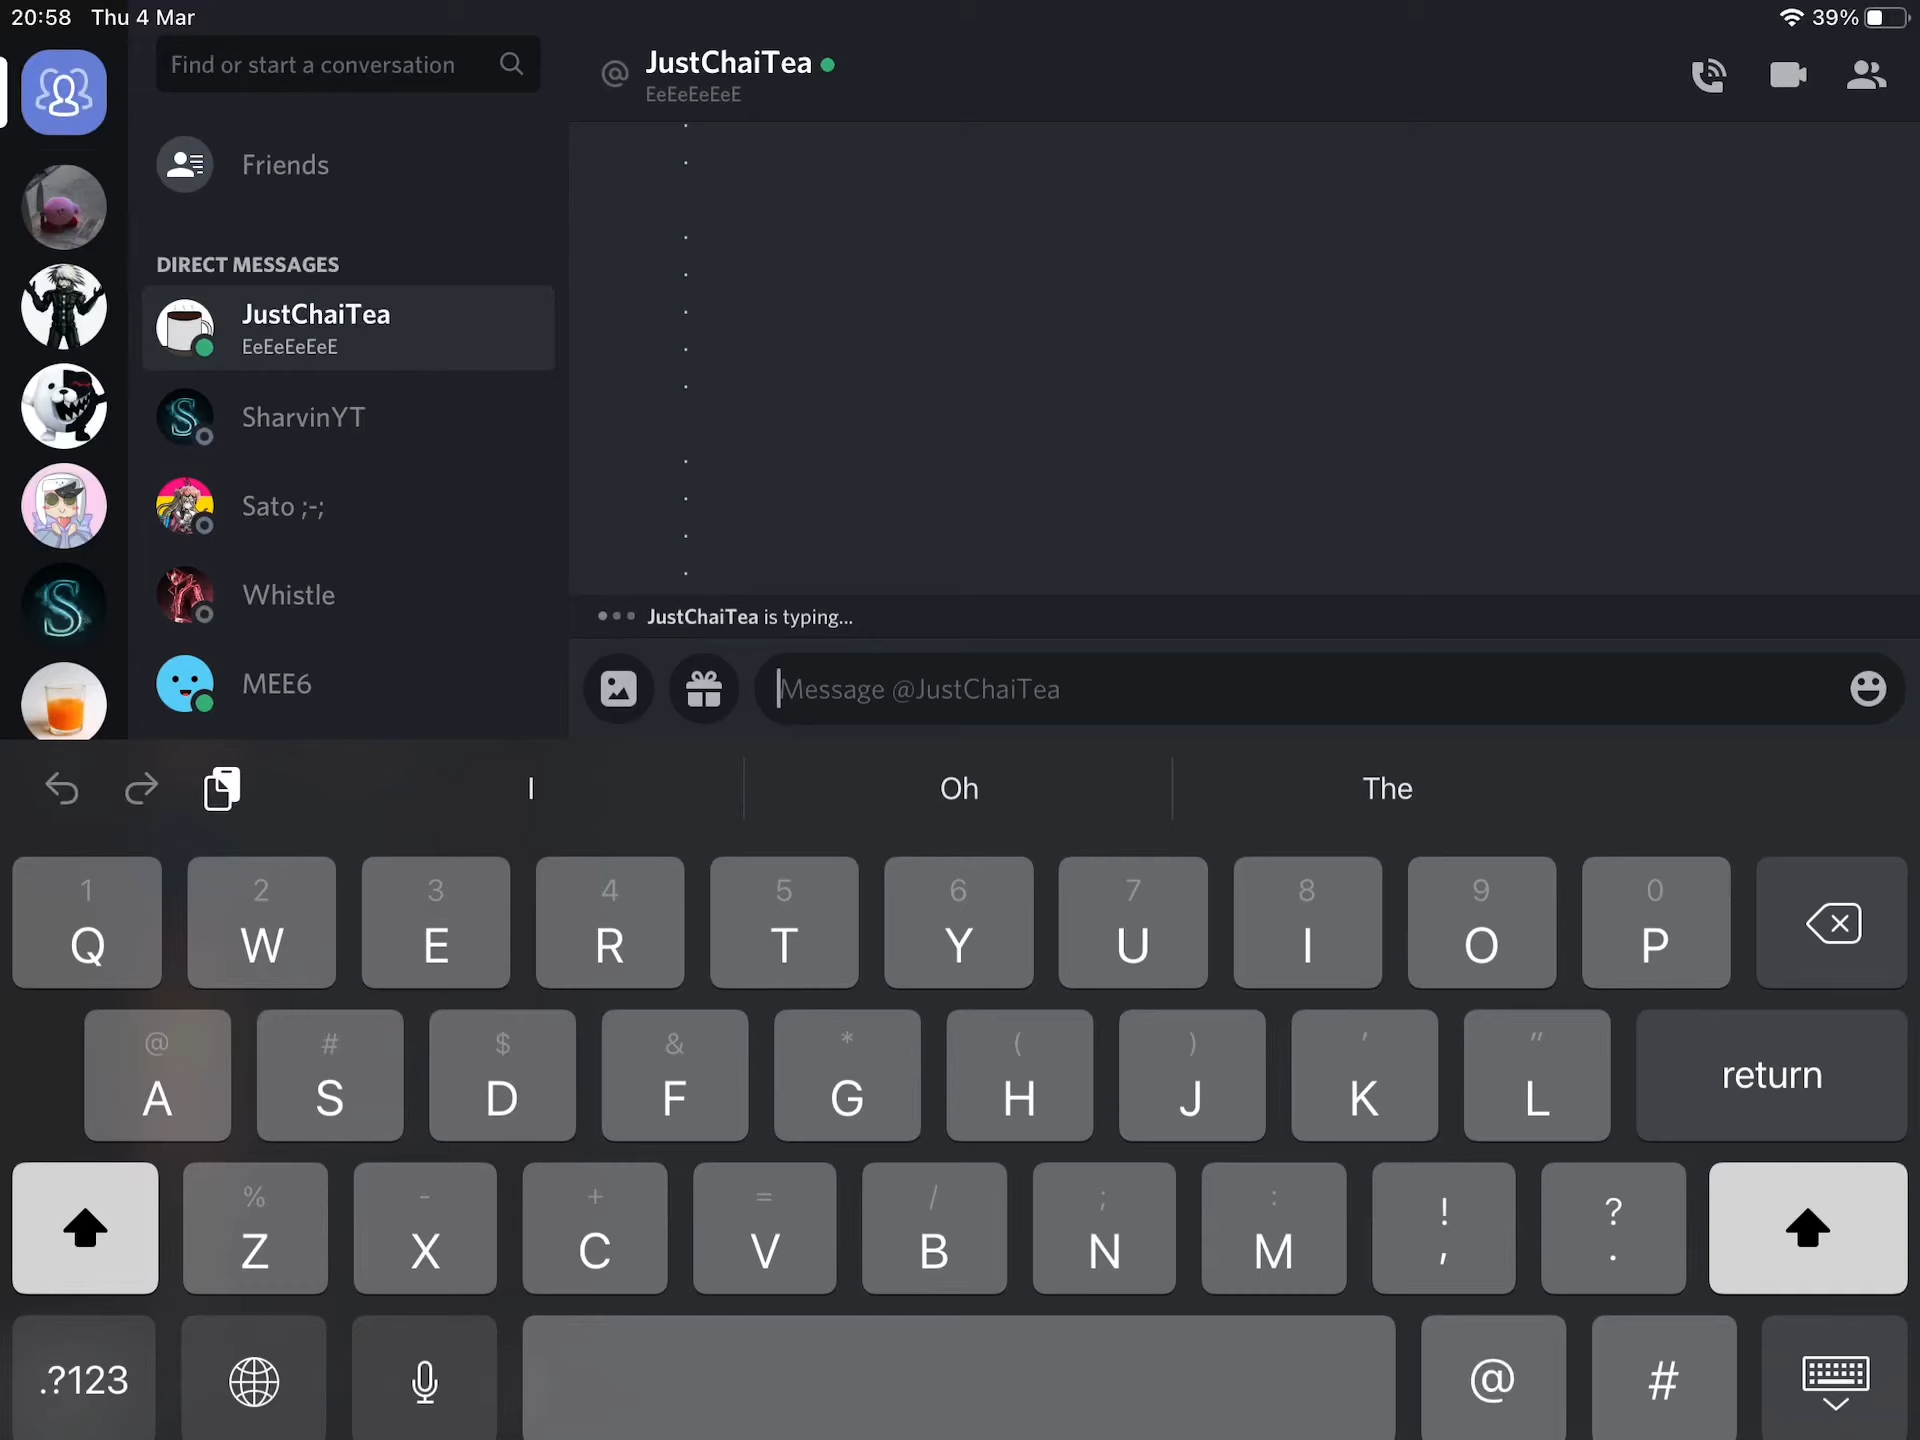 20:58 Thu 4 Mar
39%
Find or start a conversation
Friends
DIRECT MESSAGES
JustChaiTea
EeEeEeEeE
SharvinYT
Sato ;-;
Whistle
MEE6
@ JustChaiTea
EeEeEeEeE
.
.
.
.
.
.
.
.
.
.
.
JustChaiTea is typing...
Message @JustChaiTea
I Oh The
1 2 3 4 5 6 7 8 9 0
Q W E R T Y U I O P
@ # $ & * ( ) ' "
A S D F G H J K L return
% - + = / ; : ! ?
Z X C V B N M , .
.?123 @ #